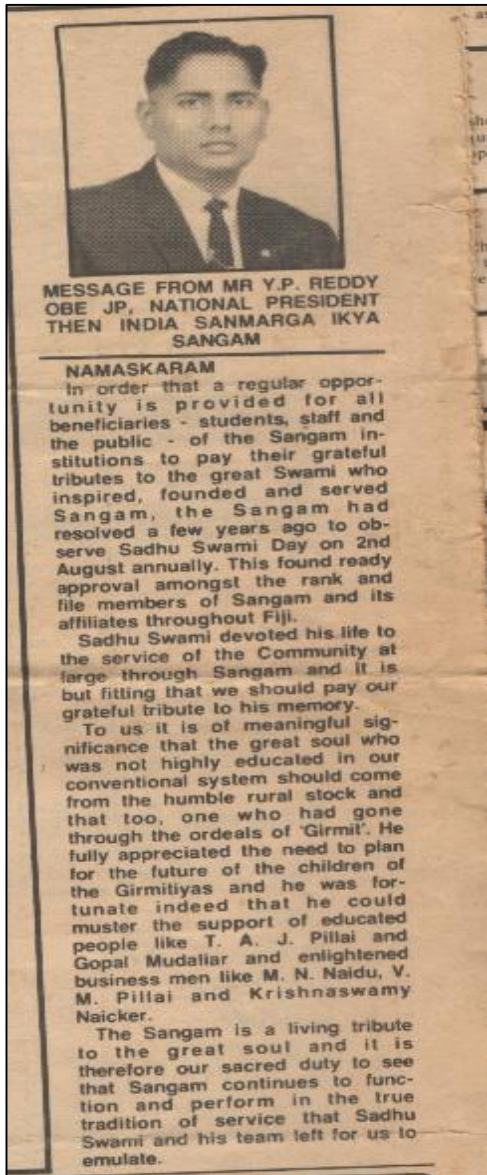 MESSAGE FROM MR Y.P. REDDY
OBE JP, NATIONAL PRESIDENT
THEN INDIA SANMARGA IKYA
SANGAM
NAMASKARAM
In order that a regular oppor-
tunity is provided for all
beneficiaries - students, staff and
the public - of the Sangam in-
stitutions to pay their grateful
tributes to the great Swami who
inspired, founded and served
Sangam, the Sangam had
resolved a few years ago to ob-
serve Sadhu Swami Day on 2nd
August annually. This found ready
approval amongst the rank and
file members of Sangam and its
affiliates throughout Fiji.
Sadhu Swami devoted his life to
the service of the Community at
large through Sangam and it is
but fitting that we should pay our
grateful tribute to his memory.
To us it is of meaningful sig-
nificance that the great soul who
was not highly educated in our
conventional system should come
from the humble rural stock and
that too, one who had gone
through the ordeals of 'Girmit'. He
fully appreciated the need to plan
for the future of the children of
the Girmitiyas and he was for-
tunate indeed that he could
muster the support of educated
people like T. A. J. Pillai and
Gopal Mudaliar and enlightened
business men like M. N. Naidu, V.
M. Pillai and Krishnaswamy
Naicker.
The Sangam is a living tribute
to the great soul and it is
therefore our sacred duty to see
that Sangam continues to func-
tion and perform in the true
tradition of service that Sadhu
Swami and his team left for us to
emulate.